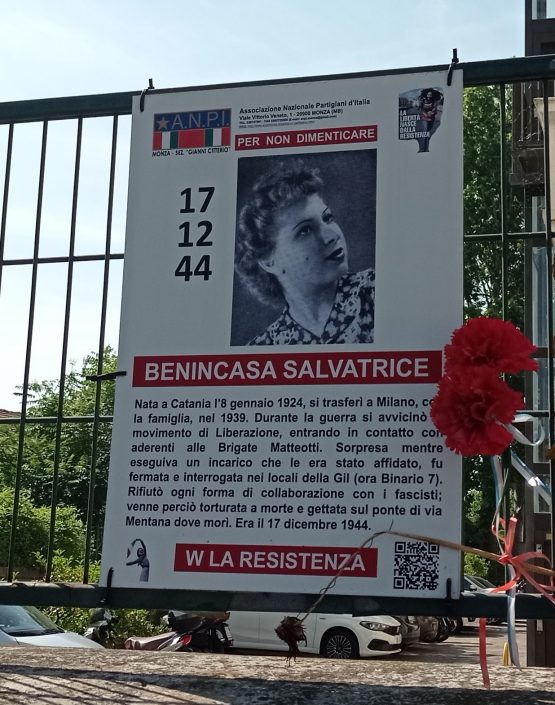 A.N.P.I.
MONZA - SEZ. "GIANNI CITTERIO"
Associazione Nazionale Partigiani d'Italia
Viale Vittorio Veneto, 1 - 20900 MONZA (MB)
PER NON DIMENTICARE
LA LIBERTÀ
NASCE
DALLA
RESISTENZA
17
12
44
BENINCASA SALVATRICE
Nata a Catania l'8 gennaio 1924, si trasferì a Milano, co
la famiglia, nel 1939. Durante la guerra si avvicinò
movimento di Liberazione, entrando in contatto con
aderenti alle Brigate Matteotti. Sorpresa mentre
eseguiva un incarico che le era stato affidato, fu
fermata e interrogata nei locali della Gil (ora Binario 7).
Rifiutò ogni forma di collaborazione con i fascisti;
venne perciò torturata a morte e gettata sul ponte di via
Mentana dove morì. Era il 17 dicembre 1944.
W LA RESISTENZA